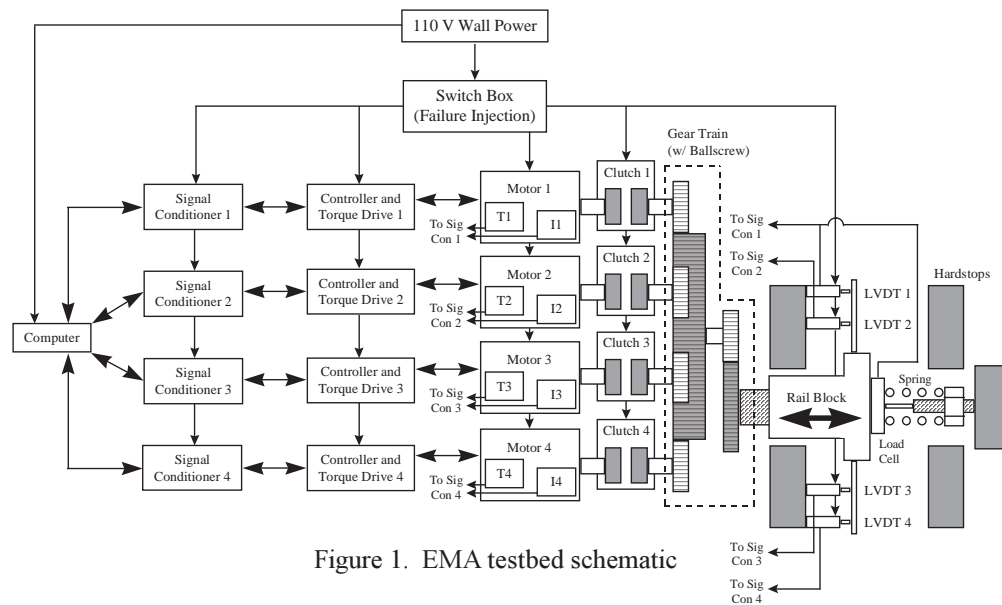 110 V Wall Power
Switch Box
(Failure Injection)
Gear Train
(w/ Ballscrew)
Signal
Conditioner 1
Controller and
Torque Drive 1
Motor 1
T1
I1
To Sig
Con 1
Clutch 1
Signal
Conditioner 2
Controller and
Torque Drive 2
Motor 2
T2
I2
To Sig
Con 2
Clutch 2
Computer
Signal
Conditioner 3
Controller and
Torque Drive 3
Motor 3
T3
I3
To Sig
Con 3
Clutch 3
Signal
Conditioner 4
Controller and
Torque Drive 4
Motor 4
T4
I4
To Sig
Con 4
Clutch 4
To Sig
Con 1
To Sig
Con 2
Hardstops
LVDT 1
LVDT 2
Rail Block
Spring
Load
Cell
LVDT 3
LVDT 4
To Sig
Con 3
To Sig
Con 4
Figure 1. EMA testbed schematic